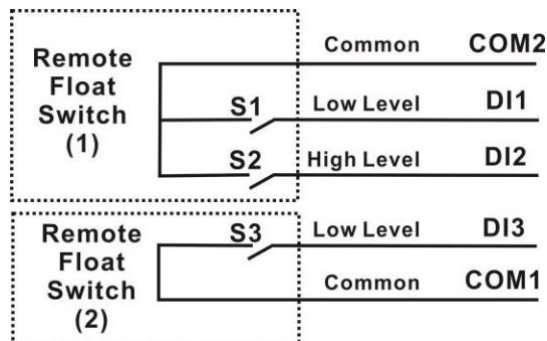 Common COM2
Remote
Float
Switch
(1)
S1 Low Level DI1
S2 High Level DI2
Remote
Float
Switch
(2)
S3 Low Level DI3
Common COM1